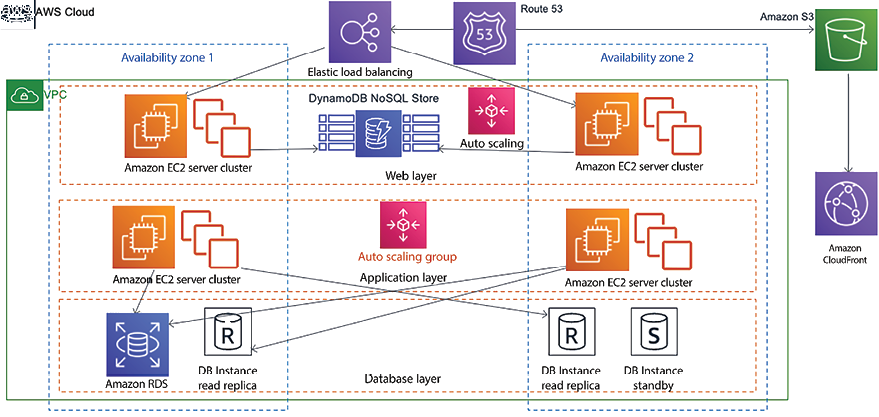 aws AWS Cloud
Route 53
53
Amazon S3
Availability zone 1
Elastic load balancing
Availability zone 2
VPC
DynamoDB NoSQL Store
Auto scaling
Amazon EC2 server cluster
Amazon EC2 server cluster
Web layer
Amazon
CloudFront
Auto scaling group
Amazon EC2 server cluster
Application layer
Amazon EC2 server cluster
R
R
S
Amazon RDS
DB Instance
read replica
Database layer
DB Instance
read replica
DB Instance
standby